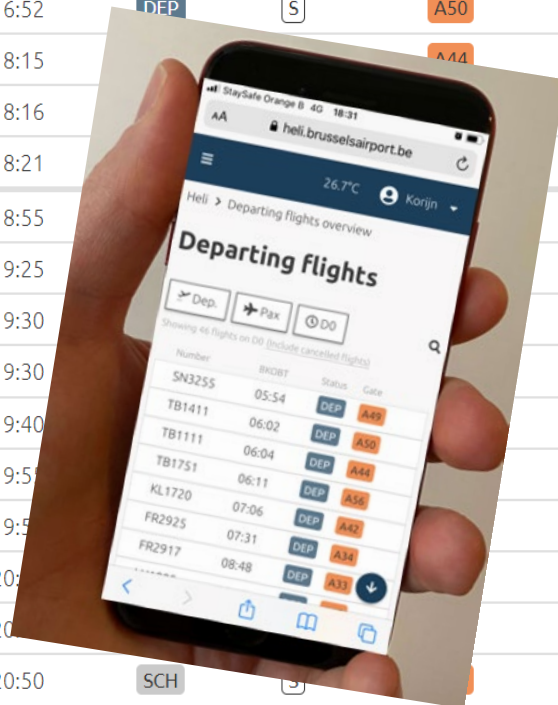 6:52 DEP S A50
8:15 A44
8:16
8:21
8:55
9:25
9:30
9:30
9:40
StaySafe Orange B 4G 18:31
AA heli.brusselsairport.be
26.7°C Korijn
Heli > Departing flights overview
Departing flights
Dep. Pax D0
Showing 46 flights on D0 (Include cancelled flights)
Number BKOBT Status Gate
SN3255 05:54 DEP A49
TB1411 06:02 DEP A50
TB1111 06:04 DEP A44
TB1751 06:11 DEP A56
KL1720 07:06 DEP A42
FR2925 07:31 DEP A34
FR2917 08:48 DEP A33
20:50 SCH S